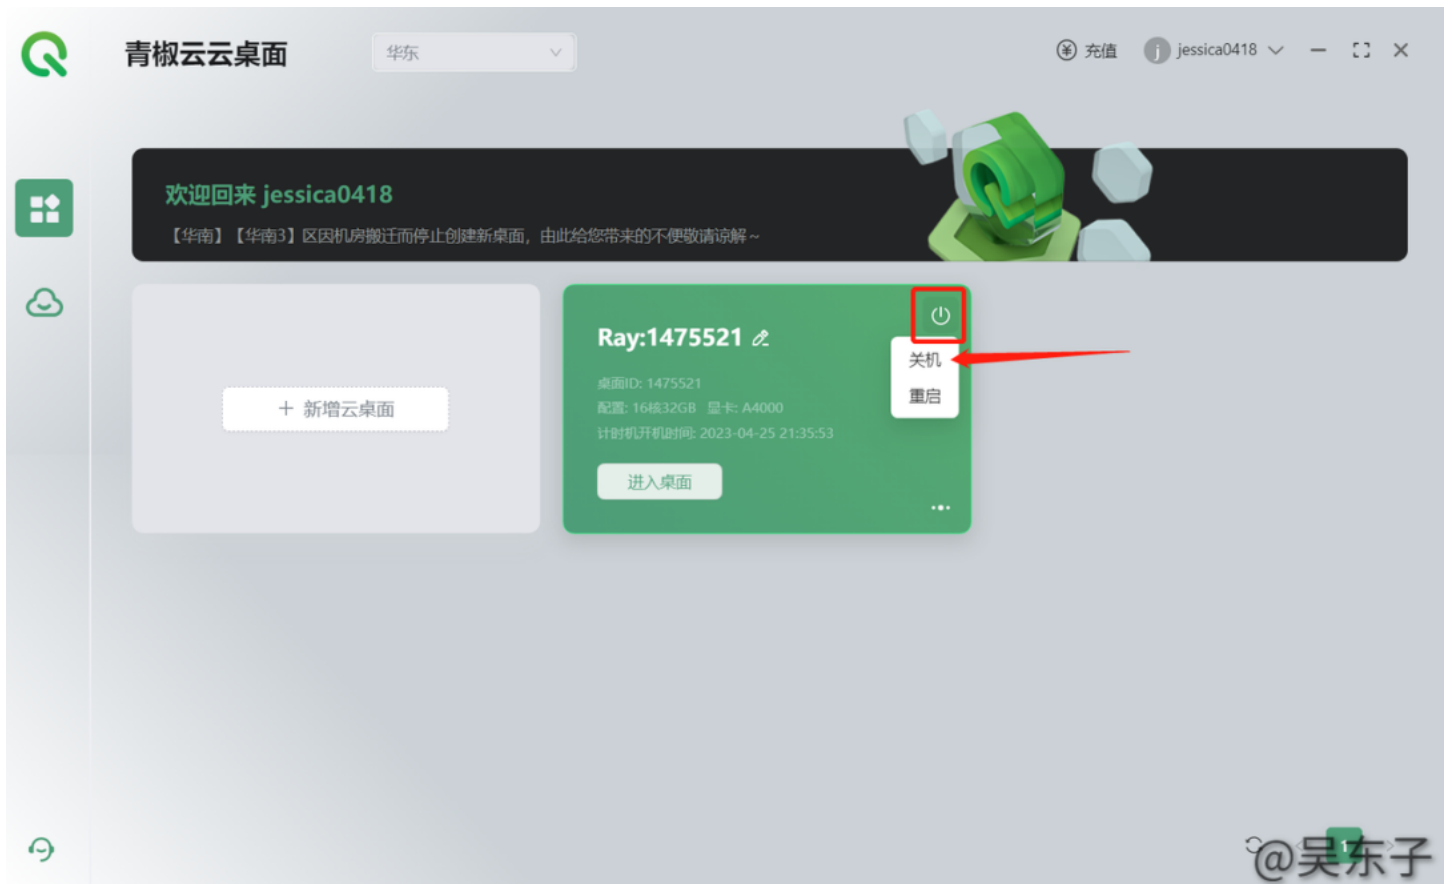 青椒云云桌面
华东
充值
j
jessica0418
欢迎回来 jessica0418
【华南】【华南3】区因机房搬迁而停止创建新桌面，由此给您带来的不便敬请谅解~
+ 新增云桌面
Ray:1475521
关机
重启
桌面ID: 1475521
配置: 16核32GB 显卡: A4000
计时机开机时间: 2023-04-25 21:35:53
进入桌面
1
@吴东子